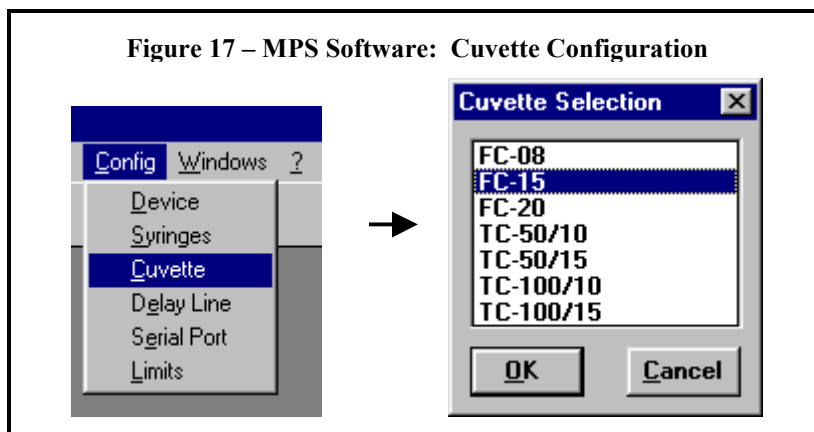 Figure 17 – MPS Software:  Cuvette Configuration
Config Windows ?
Device
Syringes
Cuvette
Delay Line
Serial Port
Limits
Cuvette Selection
FC-08
FC-15
FC-20
TC-50/10
TC-50/15
TC-100/10
TC-100/15
OK Cancel